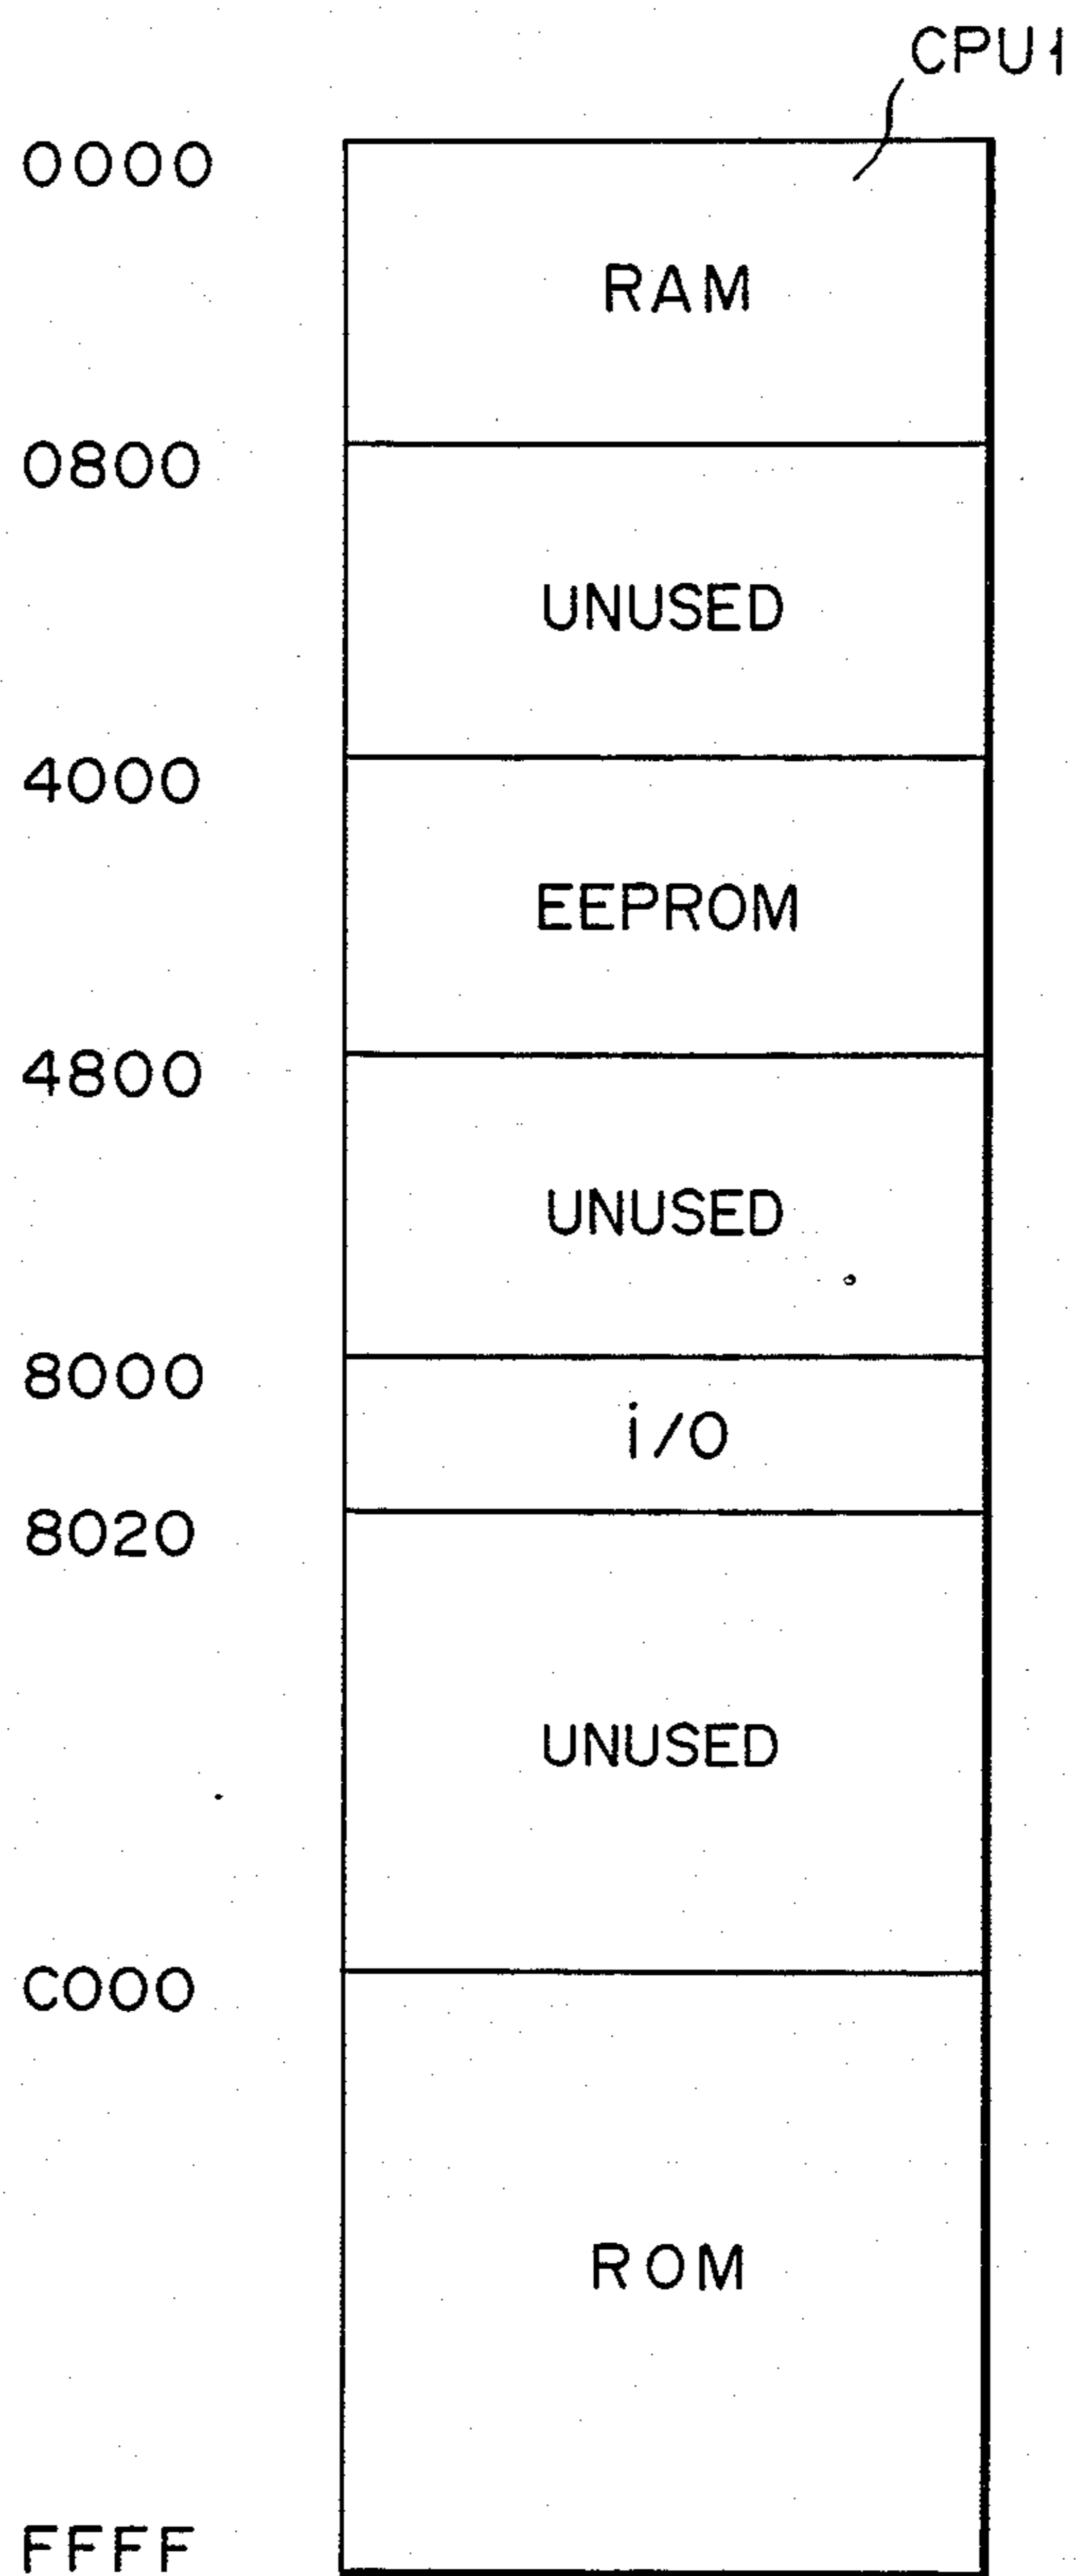 CPU1
0000
RAM
0800
UNUSED
4000
EEPROM
4800
UNUSED
8000
i/O
8020
UNUSED
C000
ROM
FFFF